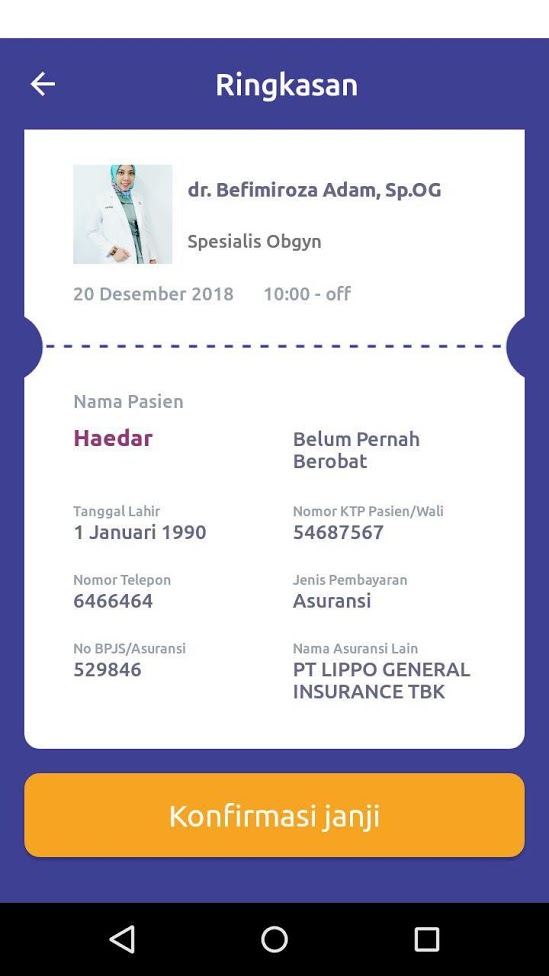 Ringkasan
dr. Befimiroza Adam, Sp.OG
Spesialis Obgyn
20 Desember 2018 10:00 - off
Nama Pasien
Haedar
Belum Pernah
Berobat
Tanggal Lahir
1 Januari 1990
Nomor KTP Pasien/Wali
54687567
Nomor Telepon
6466464
Jenis Pembayaran
Asuransi
No BPJS/Asuransi
529846
Nama Asuransi Lain
PT LIPPO GENERAL
INSURANCE TBK
Konfirmasi janji